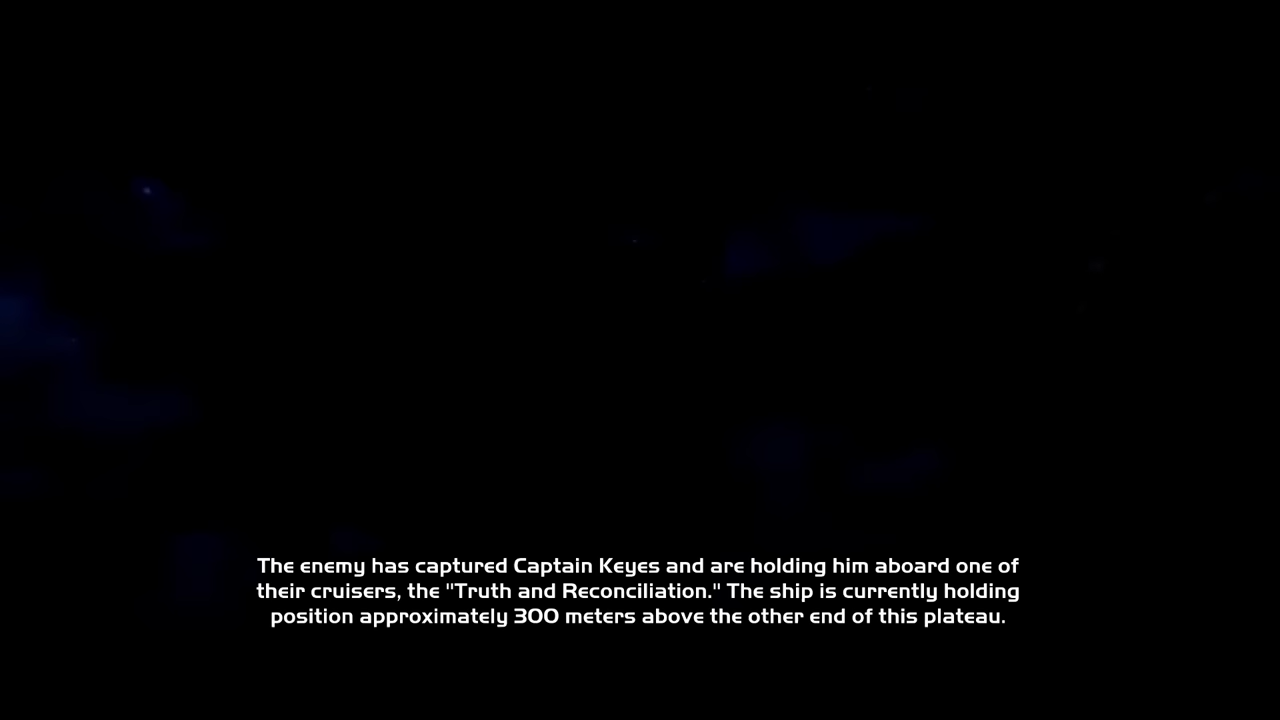 The enemy has captured Captain Keyes and are holding him aboard one of
their cruisers, the "Truth and Reconciliation." The ship is currently holding
position approximately 300 meters above the other end of this plateau.